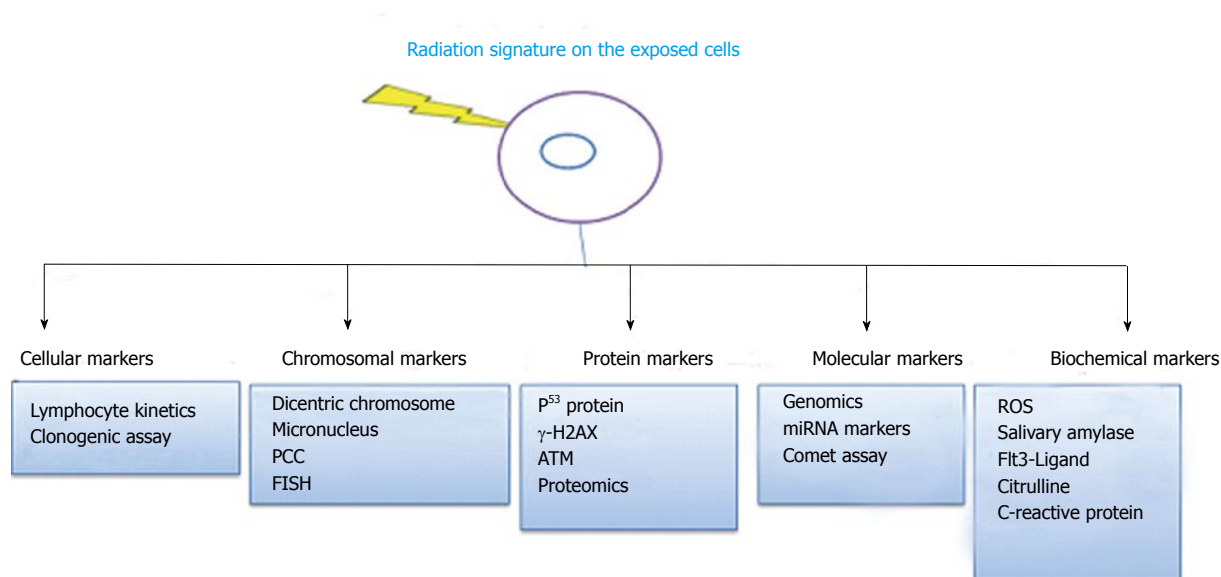 Radiation signature on the exposed cells
Cellular markers
Lymphocyte kinetics
Clonogenic assay
Chromosomal markers
Dicentric chromosome
Micronucleus
PCC
FISH
Protein markers
P⁵³ protein
γ-H2AX
ATM
Proteomics
Molecular markers
Genomics
miRNA markers
Comet assay
Biochemical markers
ROS
Salivary amylase
Flt3-Ligand
Citrulline
C-reactive protein